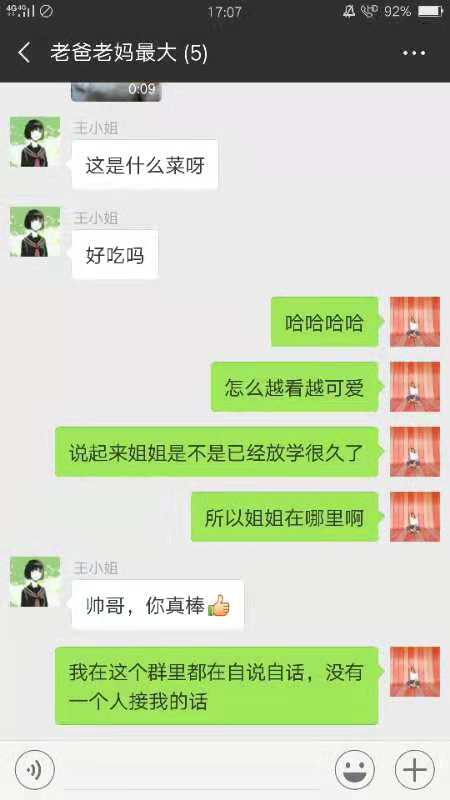 4G 4G 17:07 HD 92%
老爸老妈最大 (5)
0:09
王小姐
这是什么菜呀
王小姐
好吃吗
哈哈哈哈
怎么越看越可爱
说起来姐姐是不是已经放学很久了
所以姐姐在哪里啊
王小姐
帅哥，你真棒👍
我在这个群里都在自说自话，没有
一个人接我的话